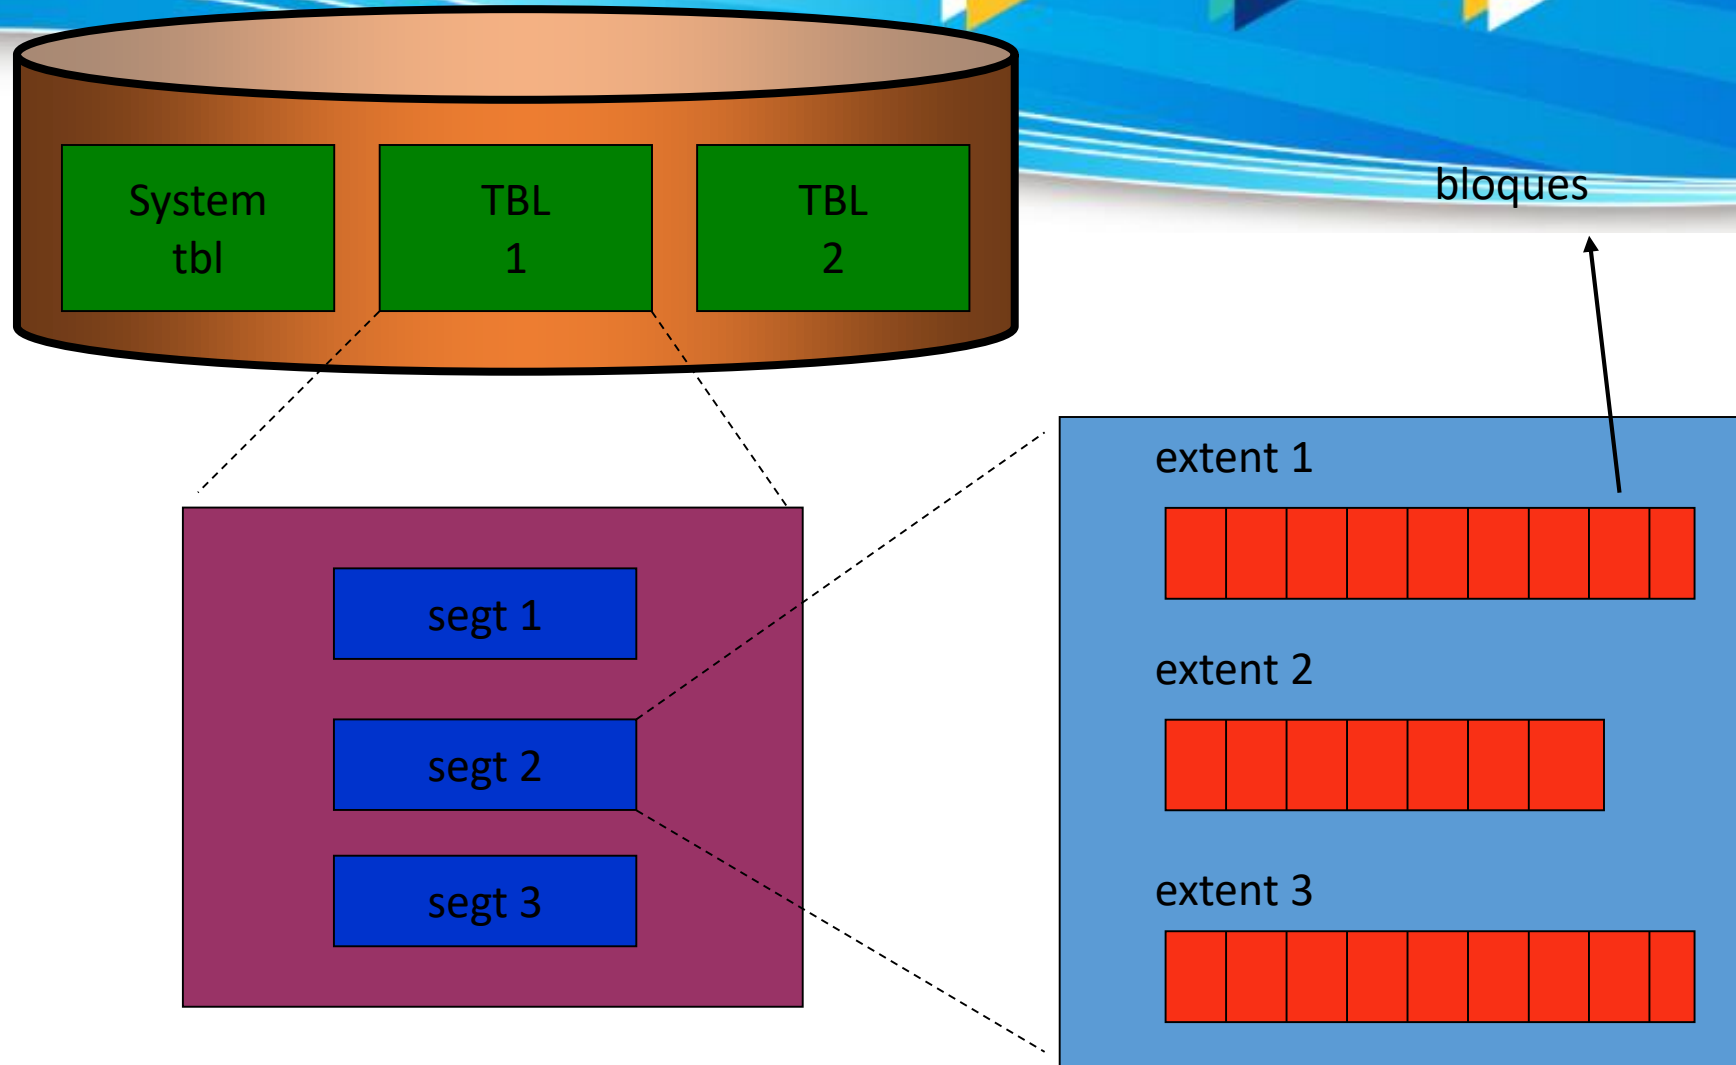 System
tbl
TBL
1
TBL
2
bloques
segt 1
segt 2
segt 3
extent 1
extent 2
extent 3